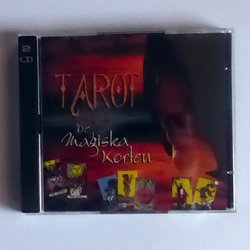 2
CD
TAROT
De
Magiska
Korten